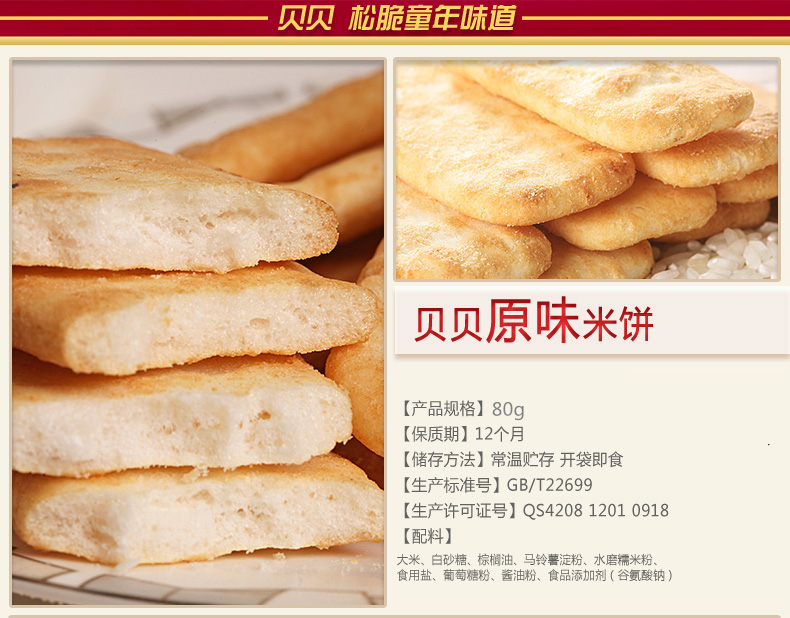 贝贝 松脆童年味道
贝贝原味米饼
【产品规格】80g
【保质期】12个月
【储存方法】常温贮存 开袋即食
【生产标准号】GB/T22699
【生产许可证号】QS4208 1201 0918
【配料】
大米、白砂糖、棕榈油、马铃薯淀粉、水磨糯米粉、
食用盐、葡萄糖粉、酱油粉、食品添加剂（谷氨酸钠）